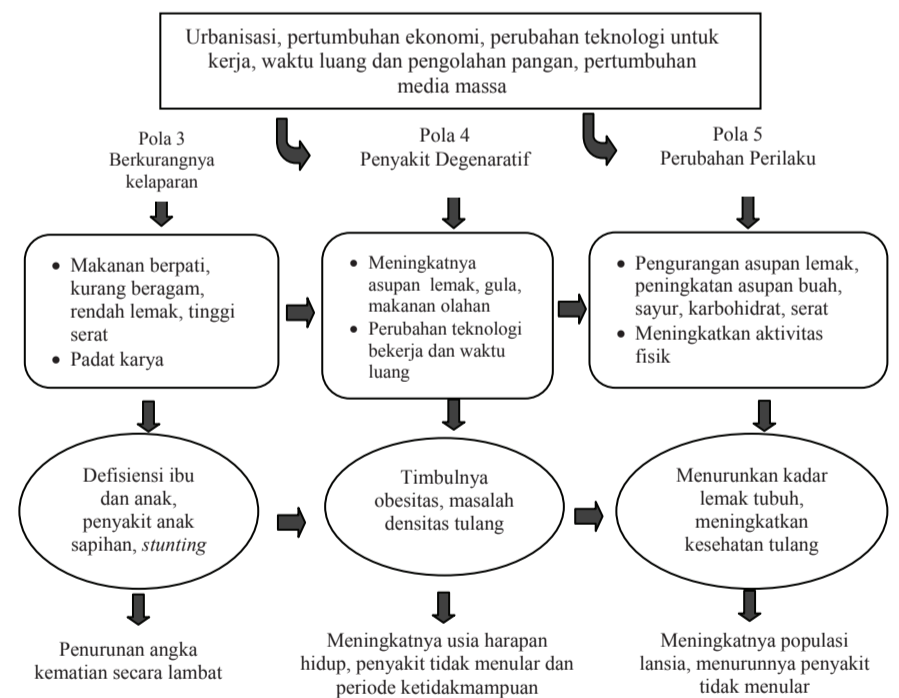 Urbanisasi, pertumbuhan ekonomi, perubahan teknologi untuk
kerja, waktu luang dan pengolahan pangan, pertumbuhan
media massa
Pola 3
Berkurangnya
kelaparan
Pola 4
Penyakit Degenaratif
Pola 5
Perubahan Perilaku
• Makanan berpati,
kurang beragam,
rendah lemak, tinggi
serat
• Padat karya
• Meningkatnya
asupan lemak, gula,
makanan olahan
• Perubahan teknologi
bekerja dan waktu
luang
• Pengurangan asupan lemak,
peningkatan asupan buah,
sayur, karbohidrat, serat
• Meningkatkan aktivitas
fisik
Defisiensi ibu
dan anak,
penyakit anak
sapihan, stunting
Timbulnya
obesitas, masalah
densitas tulang
Menurunkan kadar
lemak tubuh,
meningkatkan
kesehatan tulang
Penurunan angka
kematian secara lambat
Meningkatnya usia harapan
hidup, penyakit tidak menular dan
periode ketidakmampuan
Meningkatnya populasi
lansia, menurunnya penyakit
tidak menular